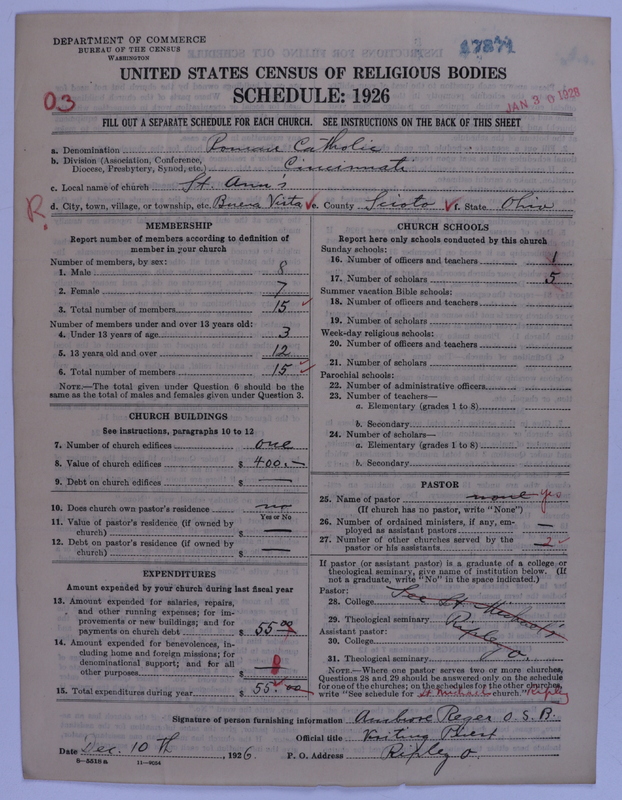 DEPARTMENT OF COMMERCE
BUREAU OF THE CENSUS
WASHINGTON
17871
UNITED STATES CENSUS OF RELIGIOUS BODIES
SCHEDULE: 1926
03
JAN 30 1928
FILL OUT A SEPARATE SCHEDULE FOR EACH CHURCH. SEE INSTRUCTIONS ON THE BACK OF THIS SHEET
a. Denomination Roman Catholic
b. Division (Association, Conference, Diocese, Presbytery, Synod, etc.) Cincinnati
c. Local name of church St. Ann's
R. d. City, town, village, or township, etc. Buena Vista e. County Scioto f. State Ohio
MEMBERSHIP
Report number of members according to definition of member in your church
Number of members, by sex:
1. Male 8
2. Female 7
3. Total number of members 15
Number of members under and over 13 years old:
4. Under 13 years of age 3
5. 13 years old and over 12
6. Total number of members 15
NOTE.—The total given under Question 6 should be the same as the total of males and females given under Question 3.
CHURCH BUILDINGS
See instructions, paragraphs 10 to 12
7. Number of church edifices one
8. Value of church edifices $ 400.—
9. Debt on church edifices $ —
10. Does church own pastor's residence no
Yes or No
11. Value of pastor's residence (if owned by church) $ —
12. Debt on pastor's residence (if owned by church) $ —
EXPENDITURES
Amount expended by your church during last fiscal year
13. Amount expended for salaries, repairs, and other running expenses; for improvements or new buildings; and for payments on church debt $ 55.00
14. Amount expended for benevolences, including home and foreign missions; for denominational support; and for all other purposes $
15. Total expenditures during year $ 55.00
CHURCH SCHOOLS
Report here only schools conducted by this church
Sunday schools:
16. Number of officers and teachers 1
17. Number of scholars 5
Summer vacation Bible schools:
18. Number of officers and teachers
19. Number of scholars
Week-day religious schools:
20. Number of officers and teachers
21. Number of scholars
Parochial schools:
22. Number of administrative officers
23. Number of teachers—
a. Elementary (grades 1 to 8)
b. Secondary
24. Number of scholars—
a. Elementary (grades 1 to 8)
b. Secondary
PASTOR
25. Name of pastor none yes
(If church has no pastor, write "None")
26. Number of ordained ministers, if any, employed as assistant pastors —
27. Number of other churches served by the pastor or his assistants 2
If pastor (or assistant pastor) is a graduate of a college or theological seminary, give name of institution below. (If not a graduate, write "No" in the space indicated.)
Pastor:
28. College See St. Michael's
29. Theological seminary Ripley
Assistant pastor:
30. College O.
31. Theological seminary
NOTE.—Where one pastor serves two or more churches, Questions 28 and 29 should be answered only on the schedule for one of the churches; on the schedules for the other churches, write "See schedule for St Michael church." Ripley
Signature of person furnishing information Ambrose Reger O.S.B.
Official title Visiting Priest
Date Dec. 10th, 1926. P. O. Address Ripley O.
8—5518a 11—9034